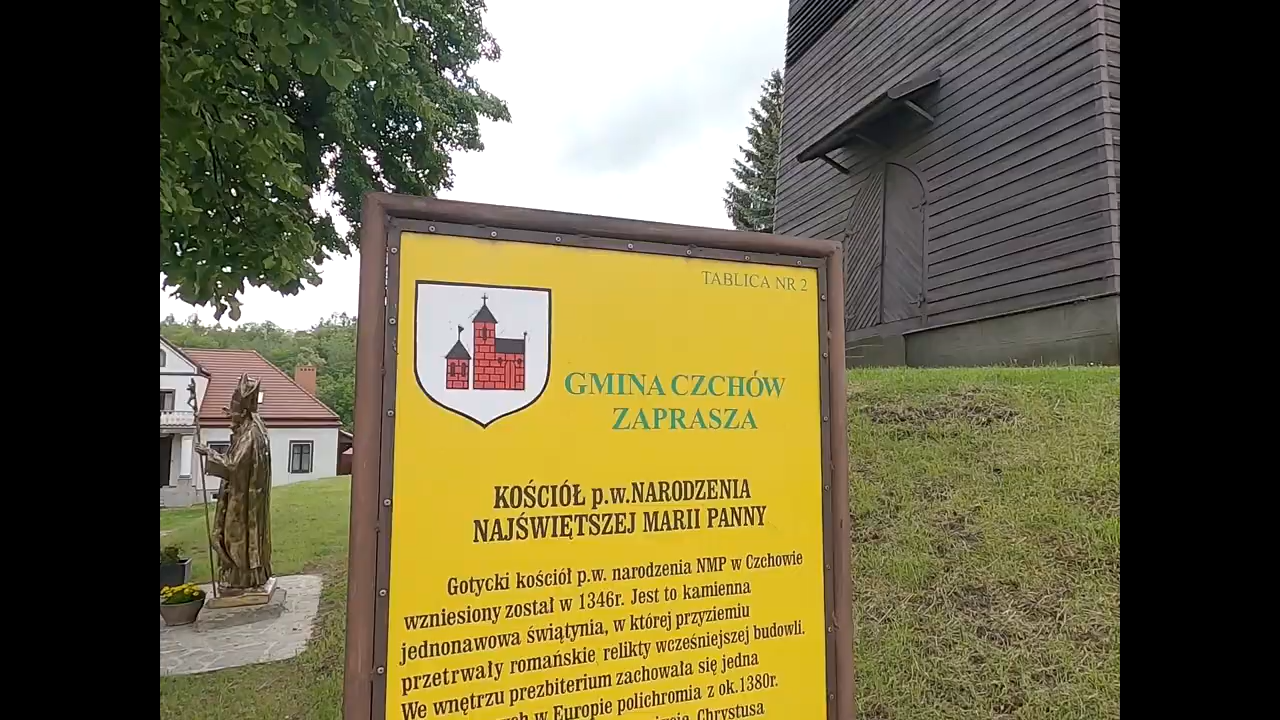 TABLICA NR 2
GMINA CZCHÓW
ZAPRASZA
KOŚCIÓŁ p.w.NARODZENIA
NAJŚWIĘTSZEJ MARII PANNY
Gotycki kościół p.w. narodzenia NMP w Czchowie
wzniesiony został w 1346r. Jest to kamienna
jednonawowa świątynia, w której przyziemiu
przetrwały romańskie relikty wcześniejszej budowli.
We wnętrzu prezbiterium zachowała się jedna
w Europie polichromia z ok.1380r.
Chrystusa